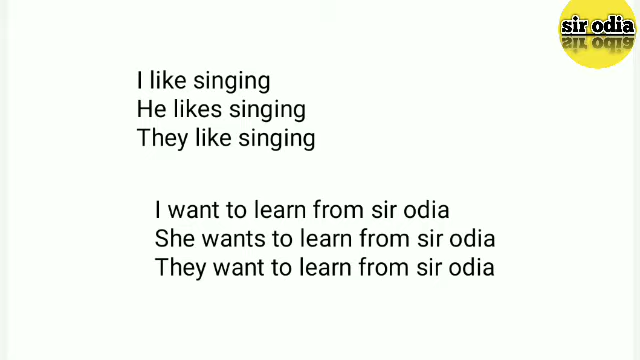 sir odia
I like singing
He likes singing
They like singing
I want to learn from sir odia
She wants to learn from sir odia
They want to learn from sir odia